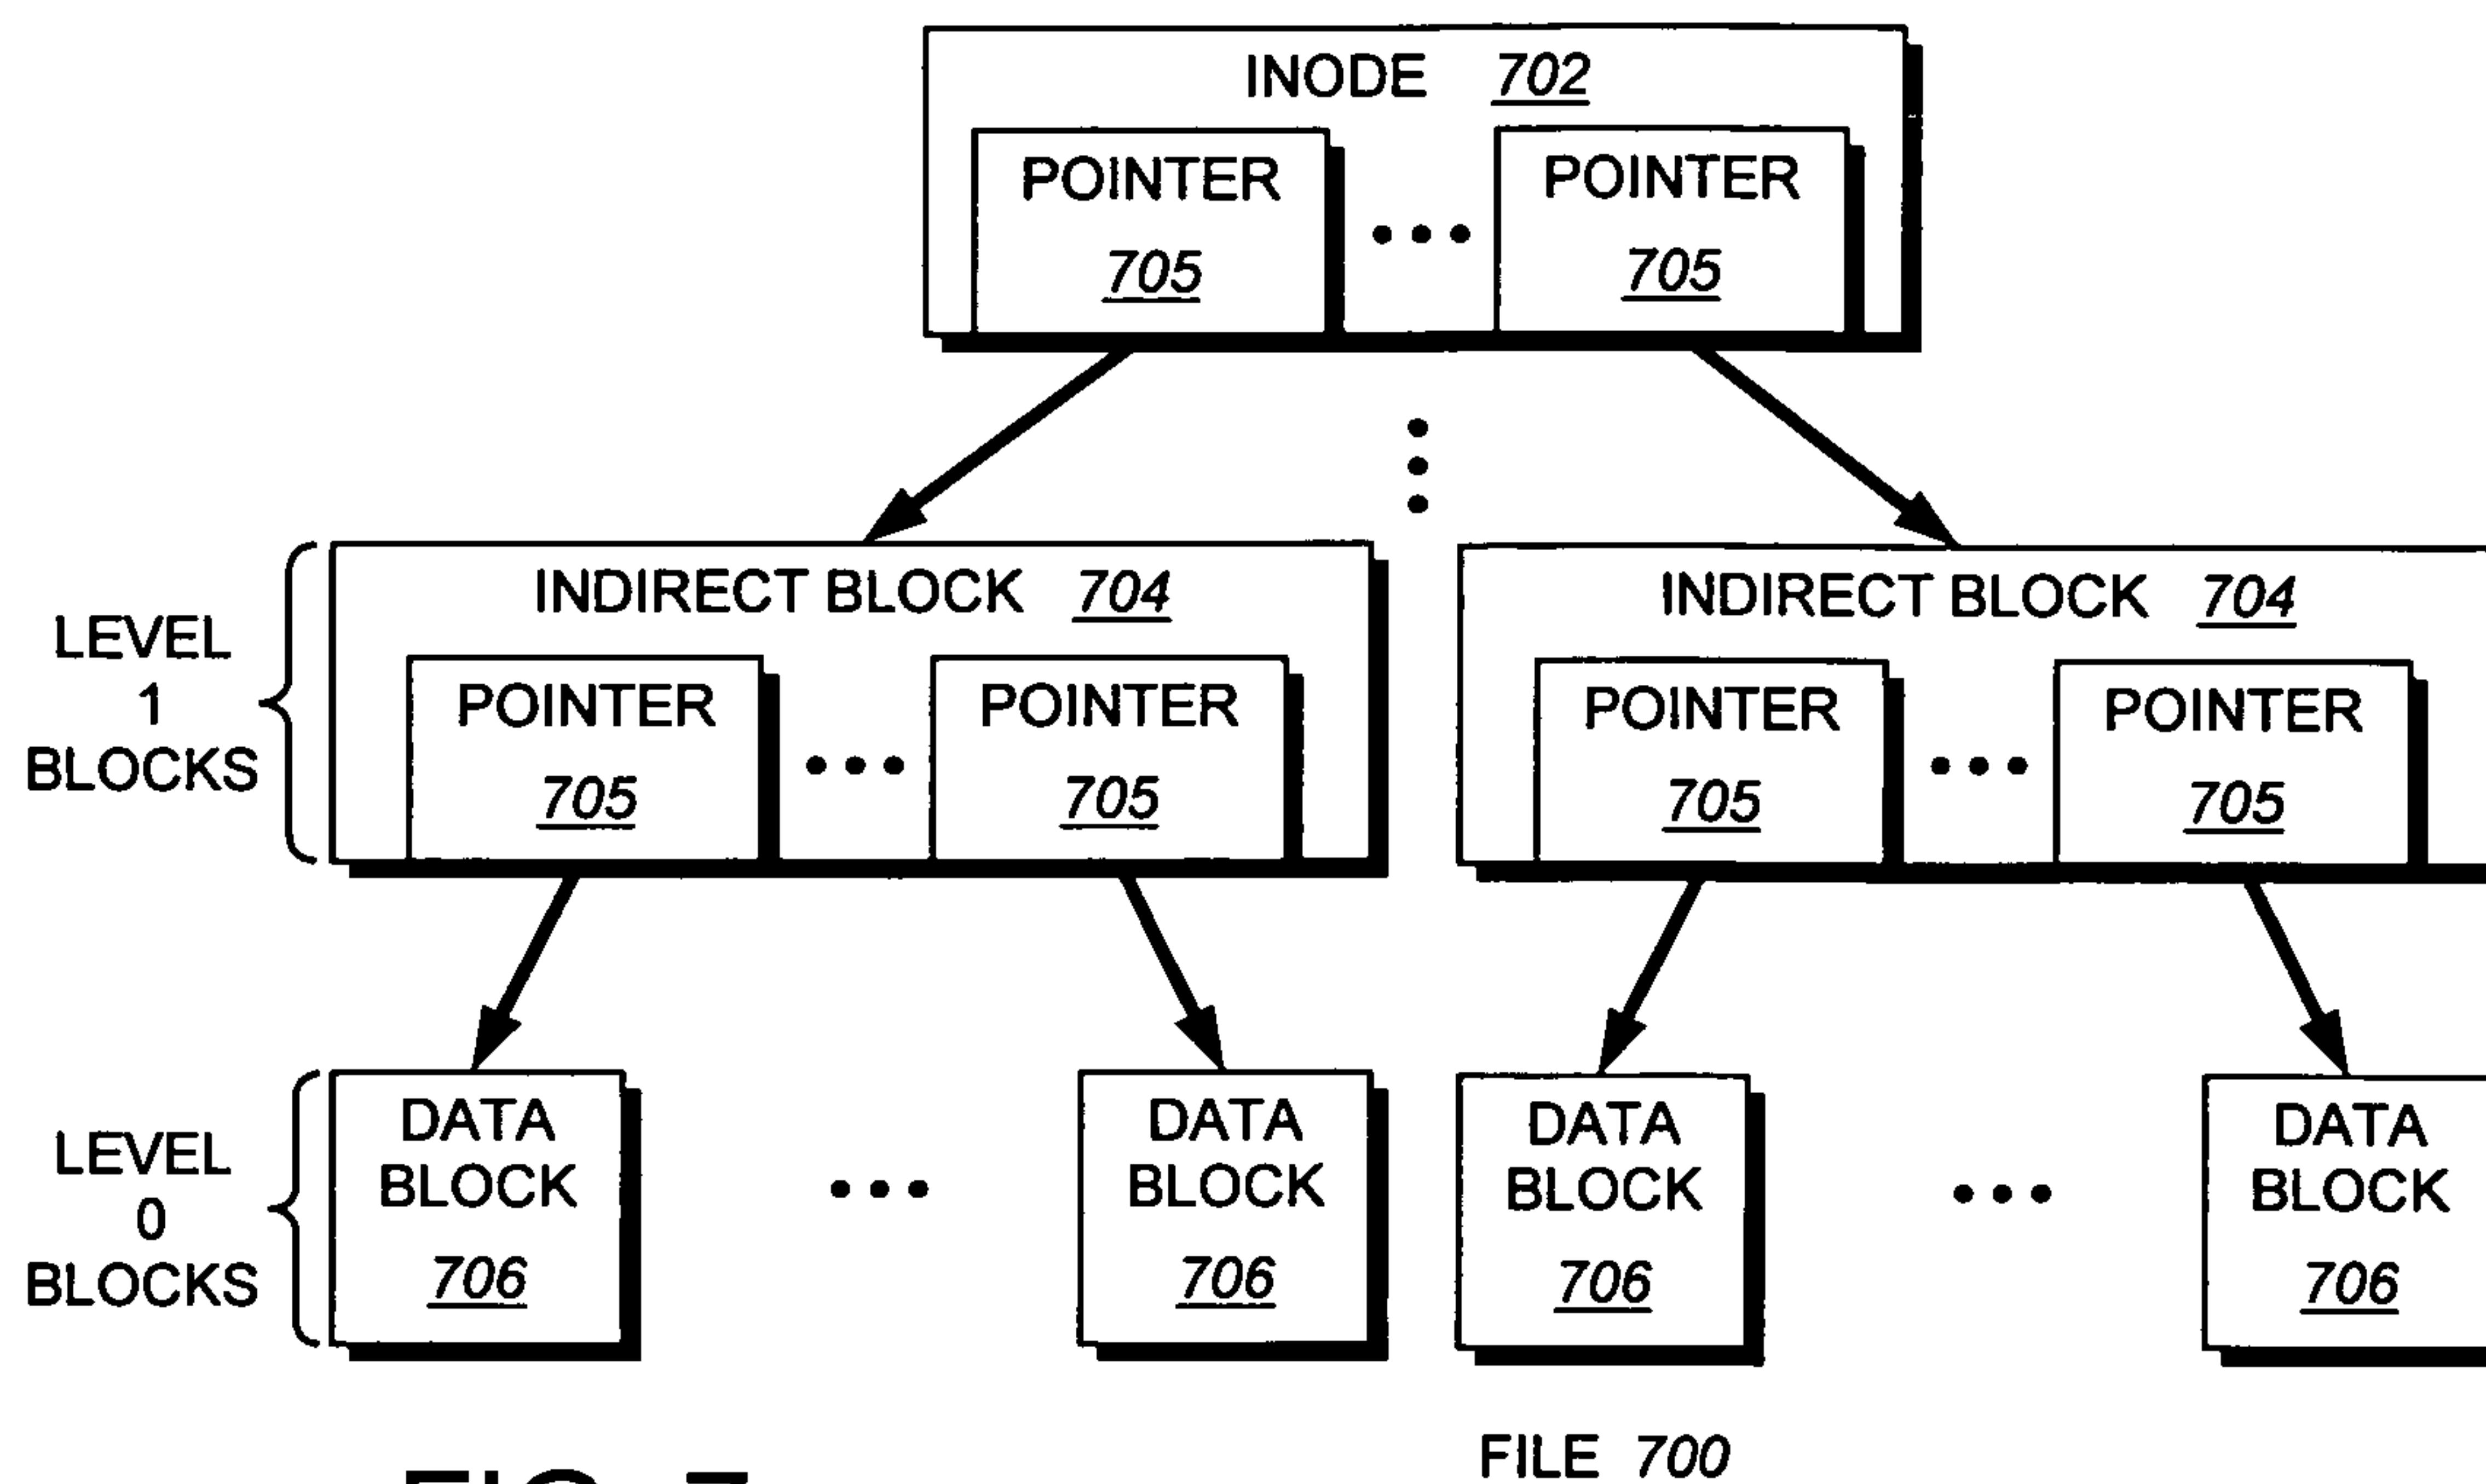 INODE 702
POINTER
705
POINTER
705
INDIRECT BLOCK 704
POINTER
705
POINTER
705
INDIRECT BLOCK 704
POINTER
705
POINTER
705
LEVEL
1
BLOCKS
LEVEL
0
BLOCKS
DATA
BLOCK
706
DATA
BLOCK
706
DATA
BLOCK
706
DATA
BLOCK
706
FILE 700